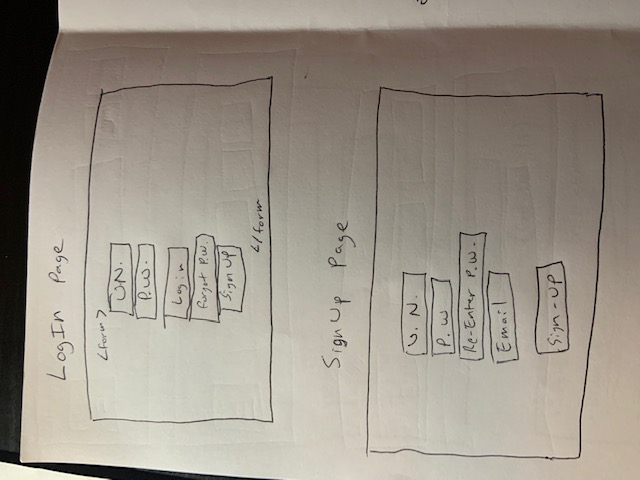 LogIn Page
<form>
U.N.
P.W.
Login
Forgot P.W.
Sign Up
</form
SignUp Page
U.N.
P.W
Re-Enter P.W.
Email
Sign-UP